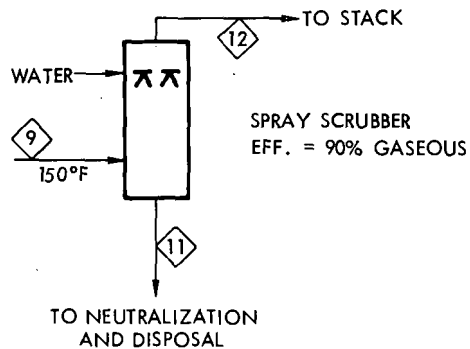 12
TO STACK
WATER
9
150°F
SPRAY SCRUBBER
EFF. = 90% GASEOUS
11
TO NEUTRALIZATION
AND DISPOSAL